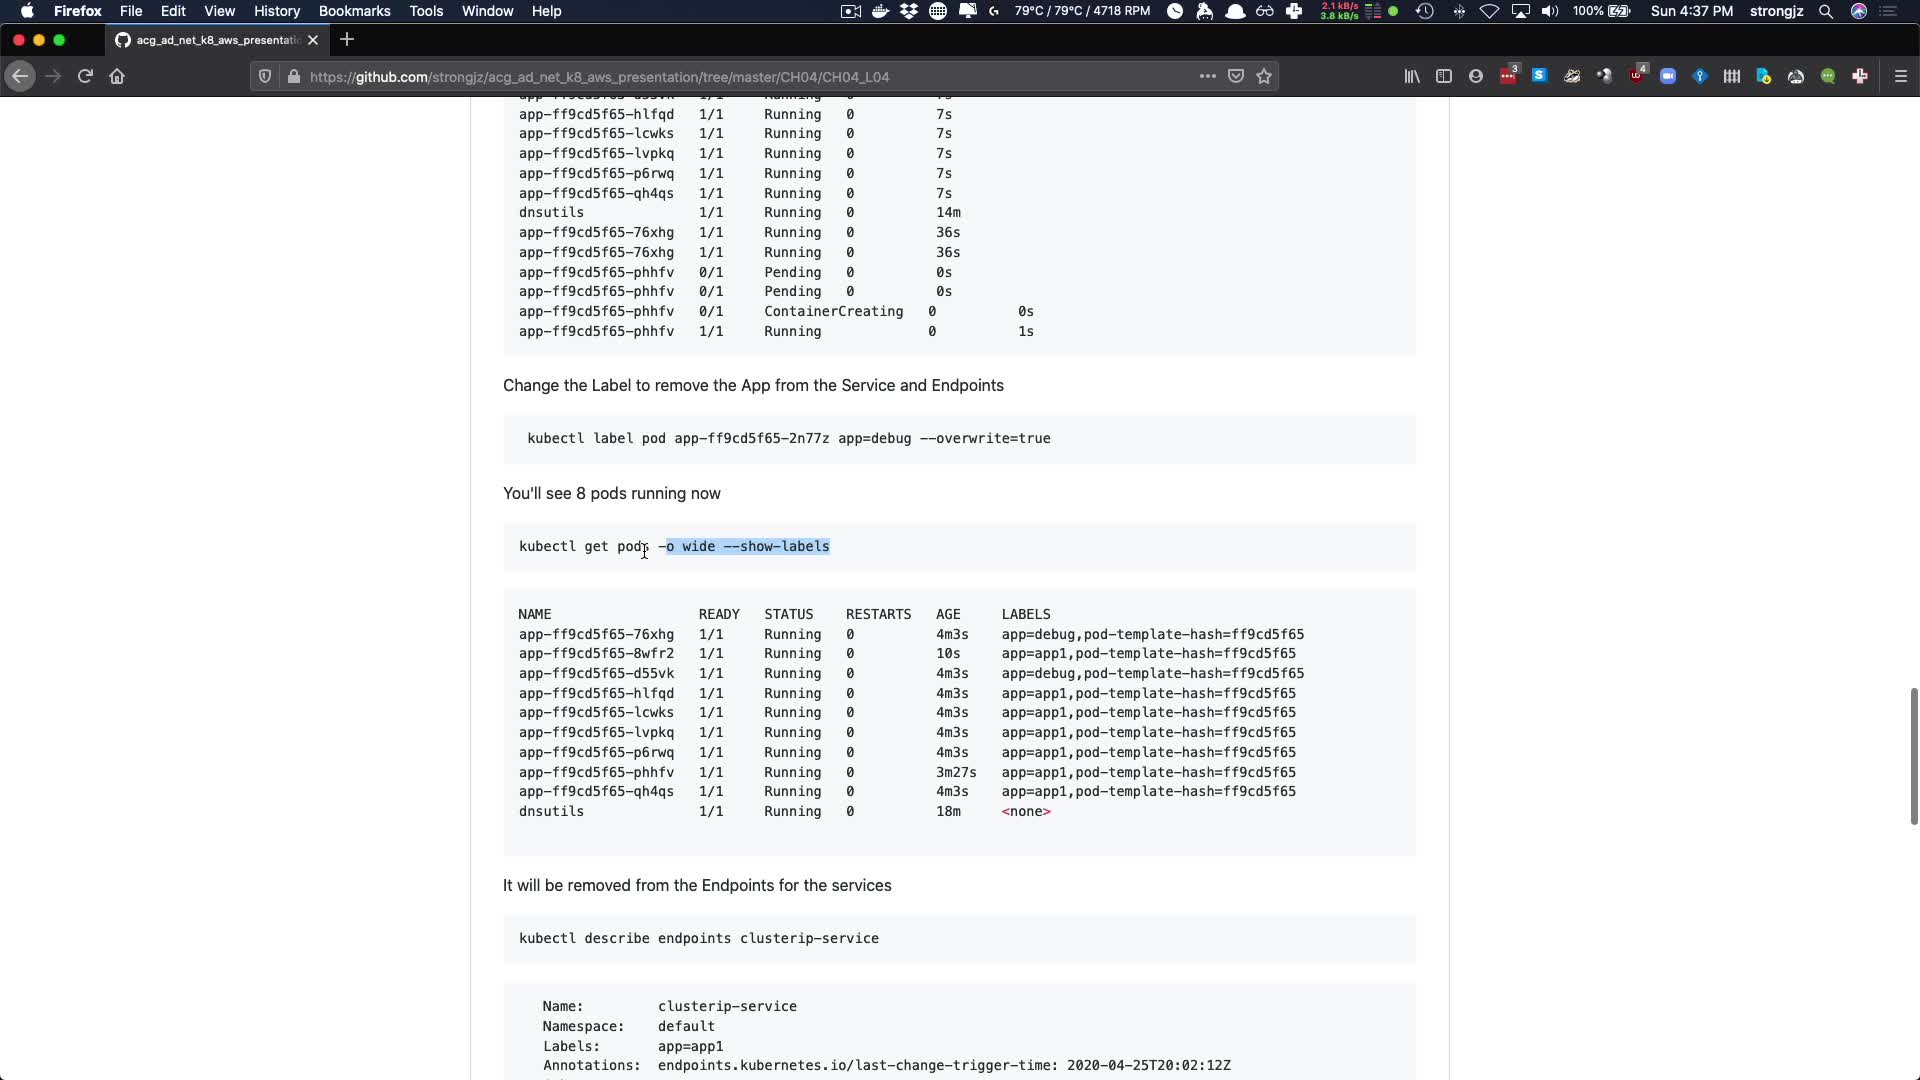 Firefox File Edit View History Bookmarks Tools Window Help 79°C / 79°C / 4718 RPM 2.1 kB/s 3.8 kB/s 100% Sun 4:37 PM strongjz
acg_ad_net_k8_aws_presentatio
https://github.com/strongjz/acg_ad_net_k8_aws_presentation/tree/master/CH04/CH04_L04 3 4
app-ff9cd5f65-d55vk 1/1 Running 0 7s
app-ff9cd5f65-hlfqd 1/1 Running 0 7s
app-ff9cd5f65-lcwks 1/1 Running 0 7s
app-ff9cd5f65-lvpkq 1/1 Running 0 7s
app-ff9cd5f65-p6rwq 1/1 Running 0 7s
app-ff9cd5f65-qh4qs 1/1 Running 0 7s
dnsutils 1/1 Running 0 14m
app-ff9cd5f65-76xhg 1/1 Running 0 36s
app-ff9cd5f65-76xhg 1/1 Running 0 36s
app-ff9cd5f65-phhfv 0/1 Pending 0 0s
app-ff9cd5f65-phhfv 0/1 Pending 0 0s
app-ff9cd5f65-phhfv 0/1 ContainerCreating 0 0s
app-ff9cd5f65-phhfv 1/1 Running 0 1s
Change the Label to remove the App from the Service and Endpoints
kubectl label pod app-ff9cd5f65-2n77z app=debug --overwrite=true
You'll see 8 pods running now
kubectl get pods -o wide --show-labels
NAME READY STATUS RESTARTS AGE LABELS
app-ff9cd5f65-76xhg 1/1 Running 0 4m3s app=debug,pod-template-hash=ff9cd5f65
app-ff9cd5f65-8wfr2 1/1 Running 0 10s app=app1,pod-template-hash=ff9cd5f65
app-ff9cd5f65-d55vk 1/1 Running 0 4m3s app=debug,pod-template-hash=ff9cd5f65
app-ff9cd5f65-hlfqd 1/1 Running 0 4m3s app=app1,pod-template-hash=ff9cd5f65
app-ff9cd5f65-lcwks 1/1 Running 0 4m3s app=app1,pod-template-hash=ff9cd5f65
app-ff9cd5f65-lvpkq 1/1 Running 0 4m3s app=app1,pod-template-hash=ff9cd5f65
app-ff9cd5f65-p6rwq 1/1 Running 0 4m3s app=app1,pod-template-hash=ff9cd5f65
app-ff9cd5f65-phhfv 1/1 Running 0 3m27s app=app1,pod-template-hash=ff9cd5f65
app-ff9cd5f65-qh4qs 1/1 Running 0 4m3s app=app1,pod-template-hash=ff9cd5f65
dnsutils 1/1 Running 0 18m <none>
It will be removed from the Endpoints for the services
kubectl describe endpoints clusterip-service
Name: clusterip-service
Namespace: default
Labels: app=app1
Annotations: endpoints.kubernetes.io/last-change-trigger-time: 2020-04-25T20:02:12Z